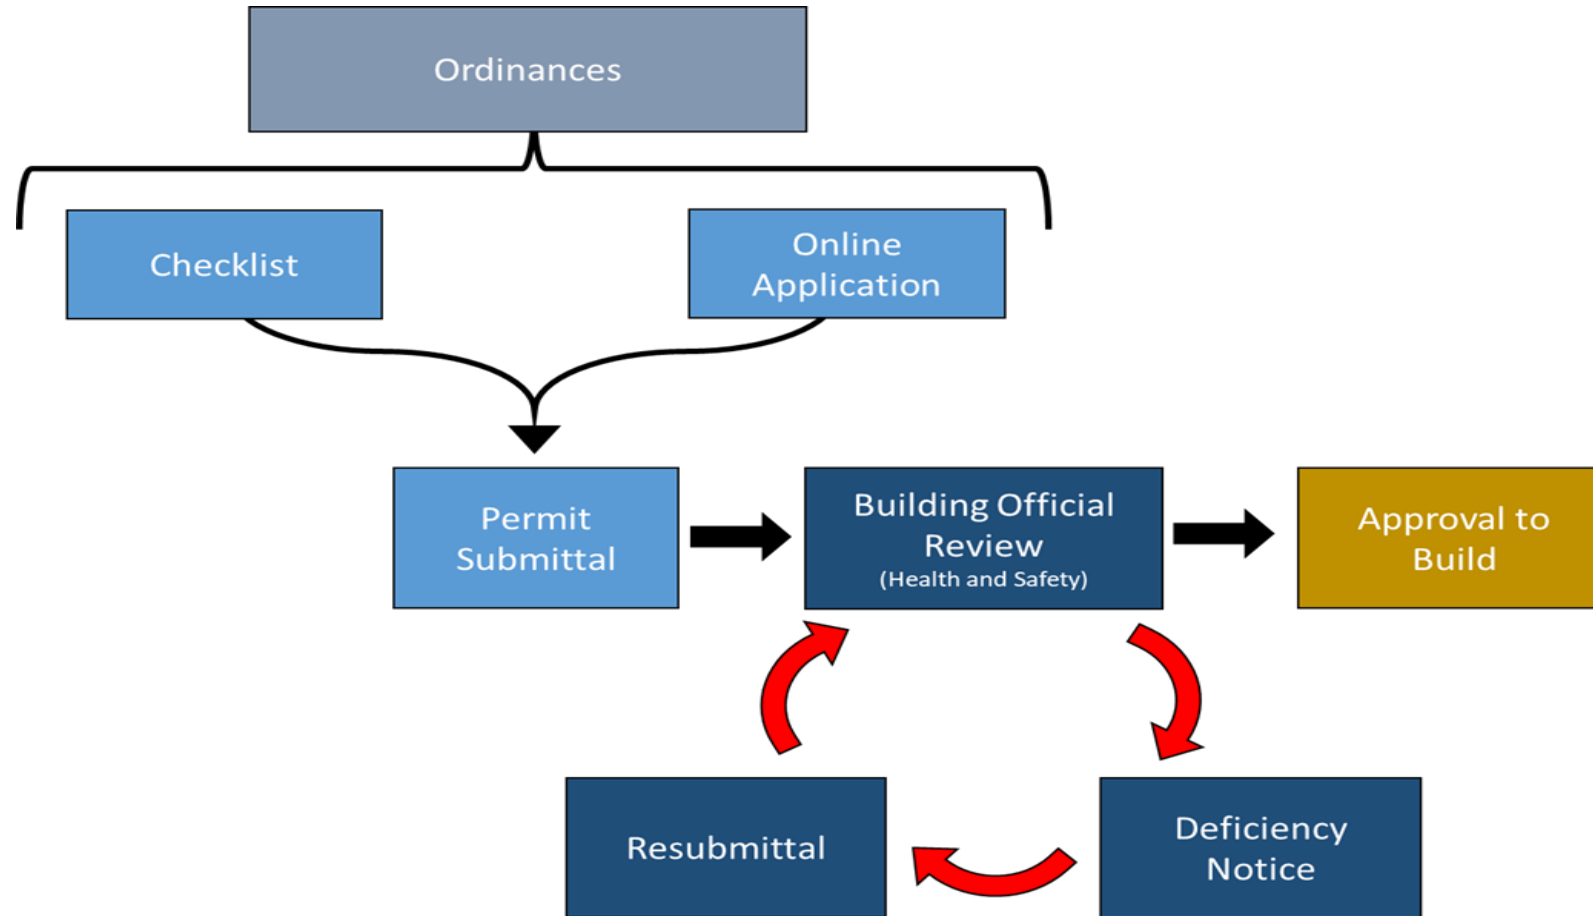 Ordinances
Checklist
Online
Application
Permit
Submittal
Building Official
Review
(Health and Safety)
Approval to
Build
Resubmittal
Deficiency
Notice